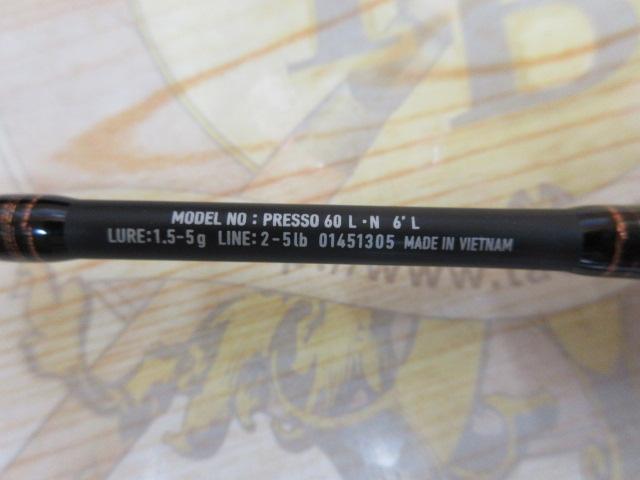 MODEL NO : PRESSO 60 L・N 6' L
LURE:1.5-5g LINE:2-5lb 01451305 MADE IN VIETNAM